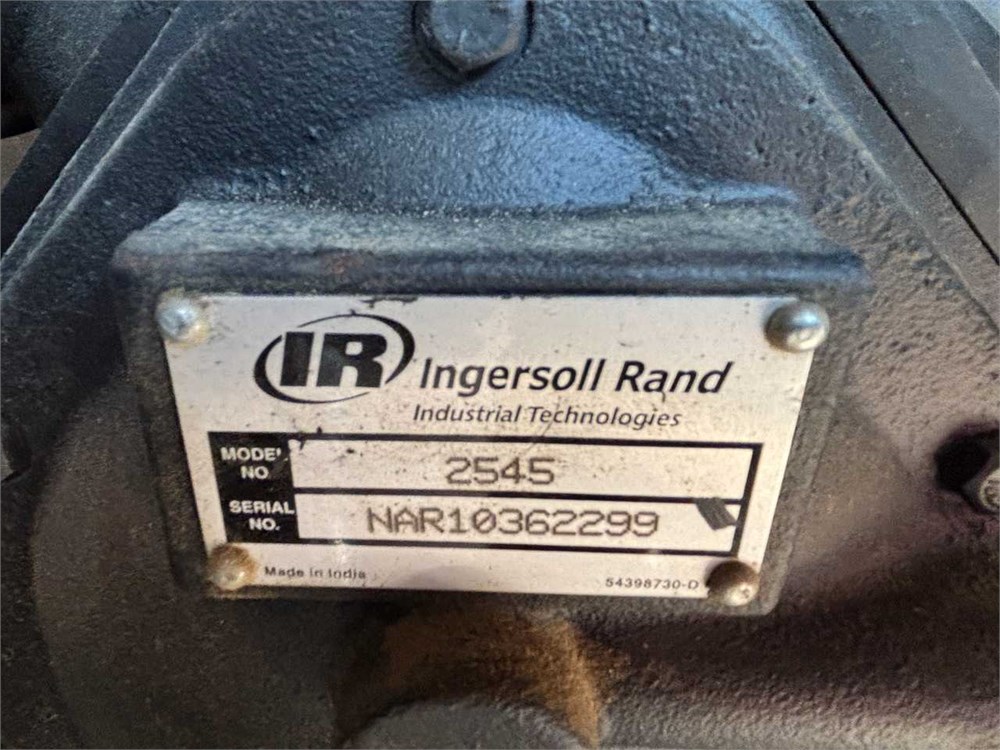 IR Ingersoll Rand
Industrial Technologies
MODEL NO. 2545
SERIAL NO. NAR10362299
Made in India 54398730-D